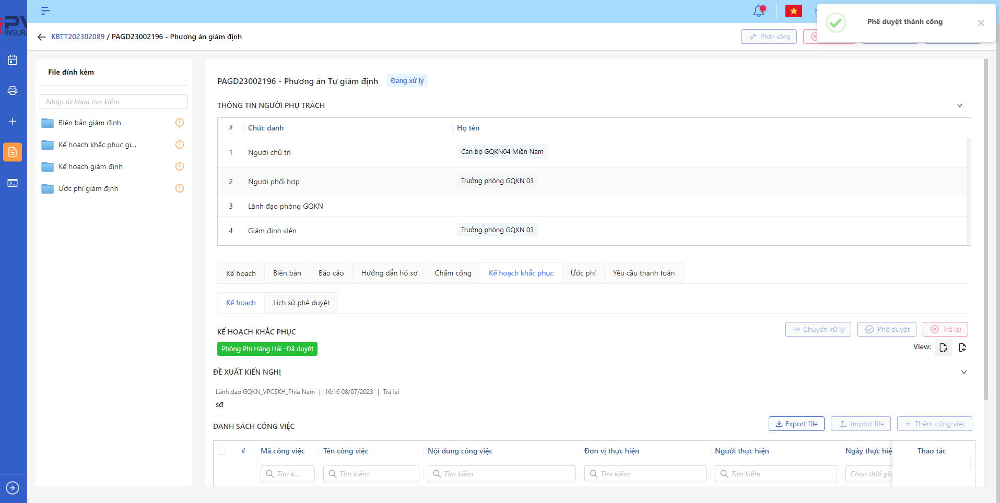 PV
INSURA
Phê duyệt thành công
KBTT202302089 / PAGD23002196 - Phương án giám định
Phân công
File đính kèm
Nhập từ khoá tìm kiếm
Biên bản giám định
Kế hoạch khắc phục gi...
Kế hoạch giám định
Ước phí giám định
PAGD23002196 - Phương án Tự giám định
Đang xử lý
THÔNG TIN NGƯỜI PHỤ TRÁCH
# Chức danh Họ tên
1 Người chủ trì Cán bộ GQKN04 Miền Nam
2 Người phối hợp Trưởng phòng GQKN 03
3 Lãnh đạo phòng GQKN
4 Giám định viên Trưởng phòng GQKN 03
Kế hoạch Biên bản Báo cáo Hướng dẫn hồ sơ Chấm công Kế hoạch khắc phục Ước phí Yêu cầu thanh toán
Kế hoạch Lịch sử phê duyệt
KẾ HOẠCH KHẮC PHỤC
Chuyển xử lý Phê duyệt Trả lại
Phòng Phi Hàng Hải -Đã duyệt
View:
ĐỀ XUẤT KIẾN NGHỊ
Lãnh đạo GQKN_VPCSKH_Phía Nam | 16:16 08/07/2023 | Trả lại
sđ
DANH SÁCH CÔNG VIỆC
Export file Import file + Thêm công việc
# Mã công việc Tên công việc Nội dung công việc Đơn vị thực hiện Người thực hiện Ngày thực hiệ Thao tác
Tìm k... Tìm kiếm Tìm kiếm Tìm kiếm Tìm kiếm Chọn thời gia